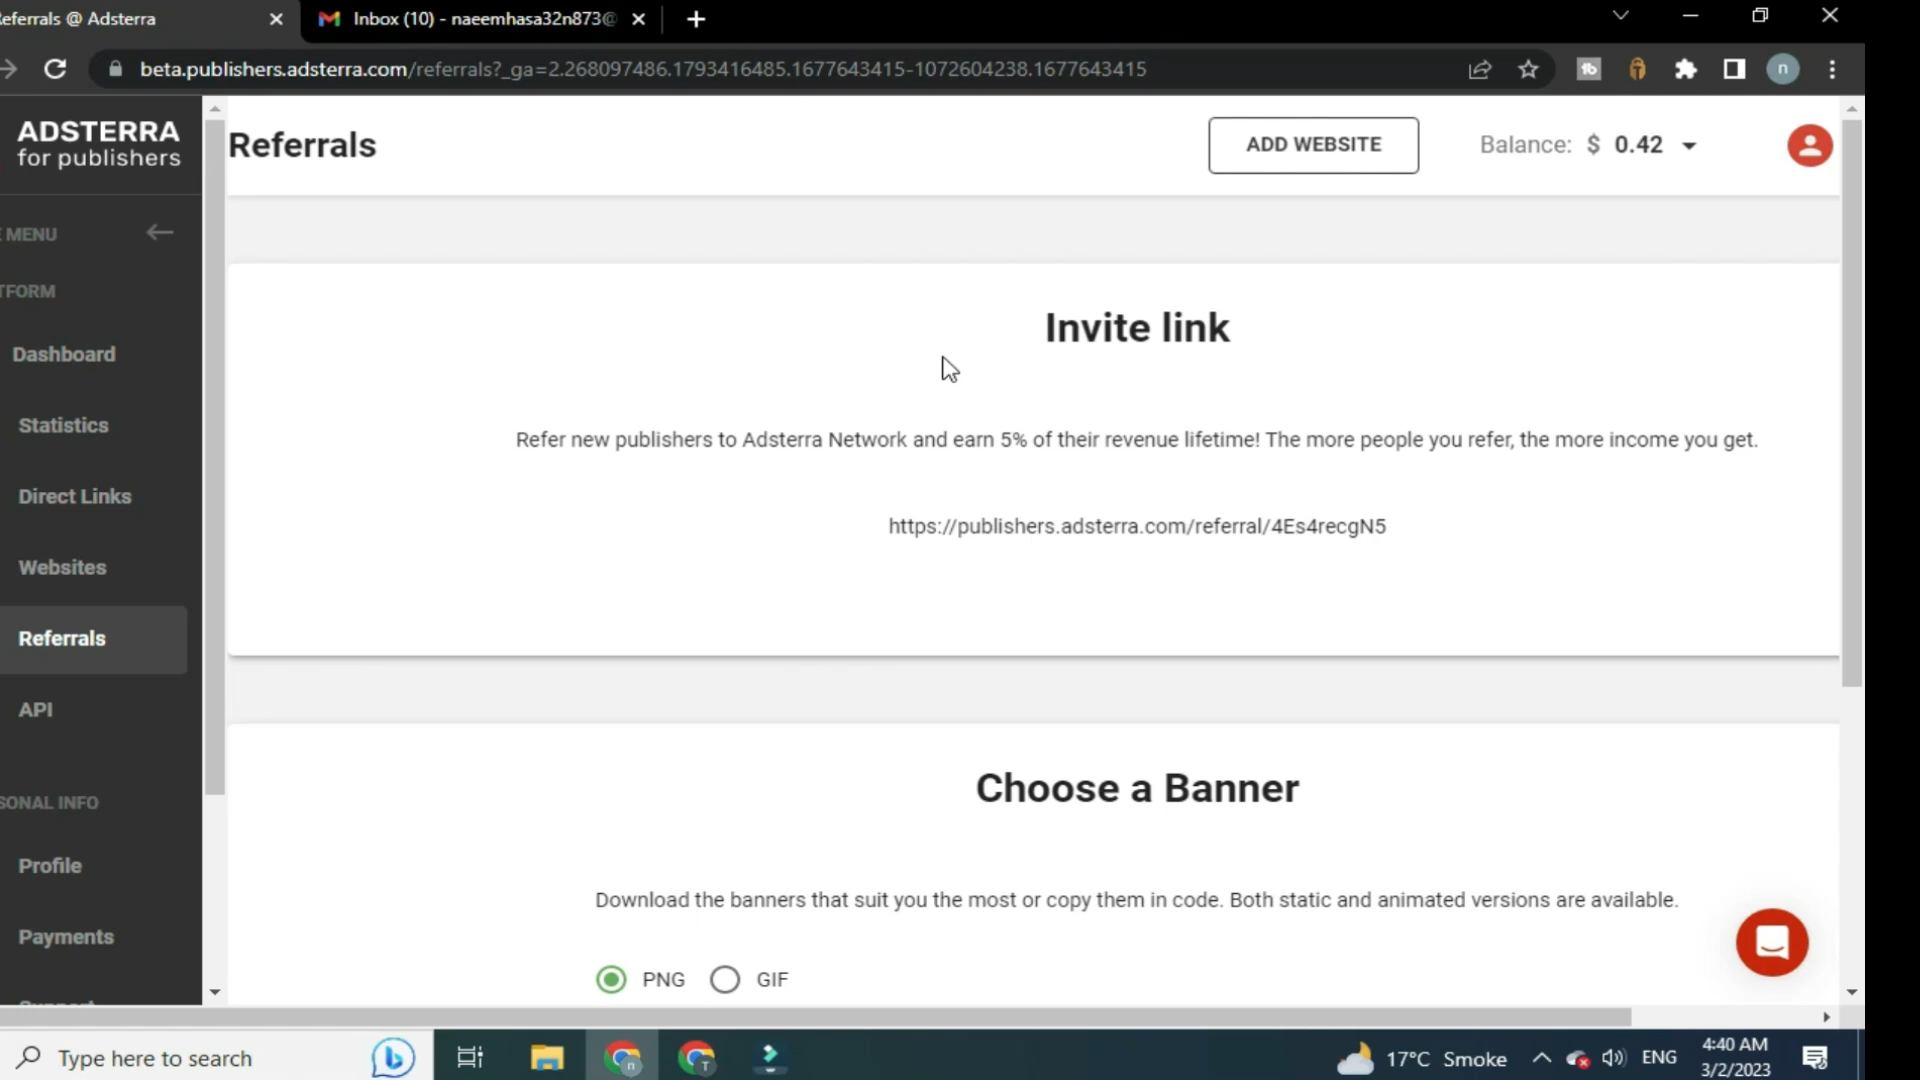 eferrals @ Adsterra
Inbox (10) - naeemhasa32n873@
beta.publishers.adsterra.com/referrals?_ga=2.268097486.1793416485.1677643415-1072604238.1677643415
n
ADSTERRA
for publishers
Referrals
ADD WEBSITE
Balance: $ 0.42
MENU
TFORM
Invite link
Dashboard
Statistics
Refer new publishers to Adsterra Network and earn 5% of their revenue lifetime! The more people you refer, the more income you get.
Direct Links
https://publishers.adsterra.com/referral/4Es4recgN5
Websites
Referrals
API
Choose a Banner
SONAL INFO
Profile
Download the banners that suit you the most or copy them in code. Both static and animated versions are available.
Payments
PNG
GIF
Type here to search
n
T
17°C Smoke
ENG
4:40 AM
3/2/2023